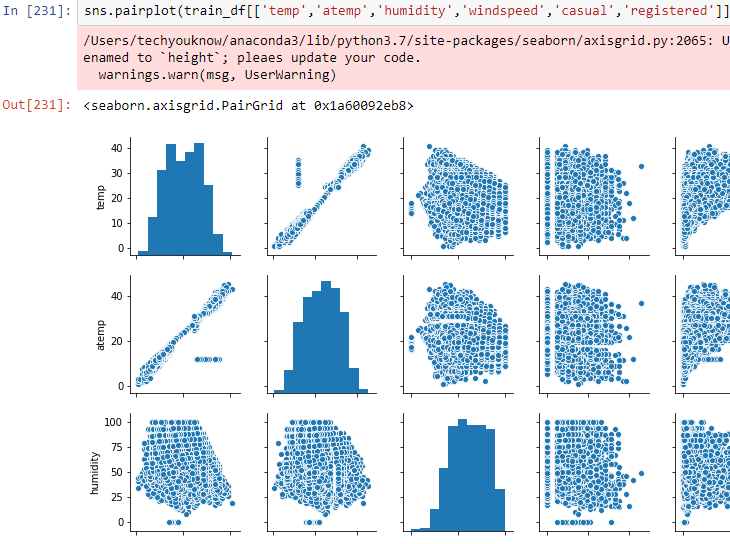 In [231]: sns.pairplot(train_df[['temp','atemp','humidity','windspeed','casual','registered']]
/Users/techyouknow/anaconda3/lib/python3.7/site-packages/seaborn/axisgrid.py:2065: U
enamed to `height`; pleaes update your code.
warnings.warn(msg, UserWarning)
Out[231]: <seaborn.axisgrid.PairGrid at 0x1a60092eb8>
40
30
20
10
0
temp
40
20
0
atemp
100
75
50
25
0
humidity